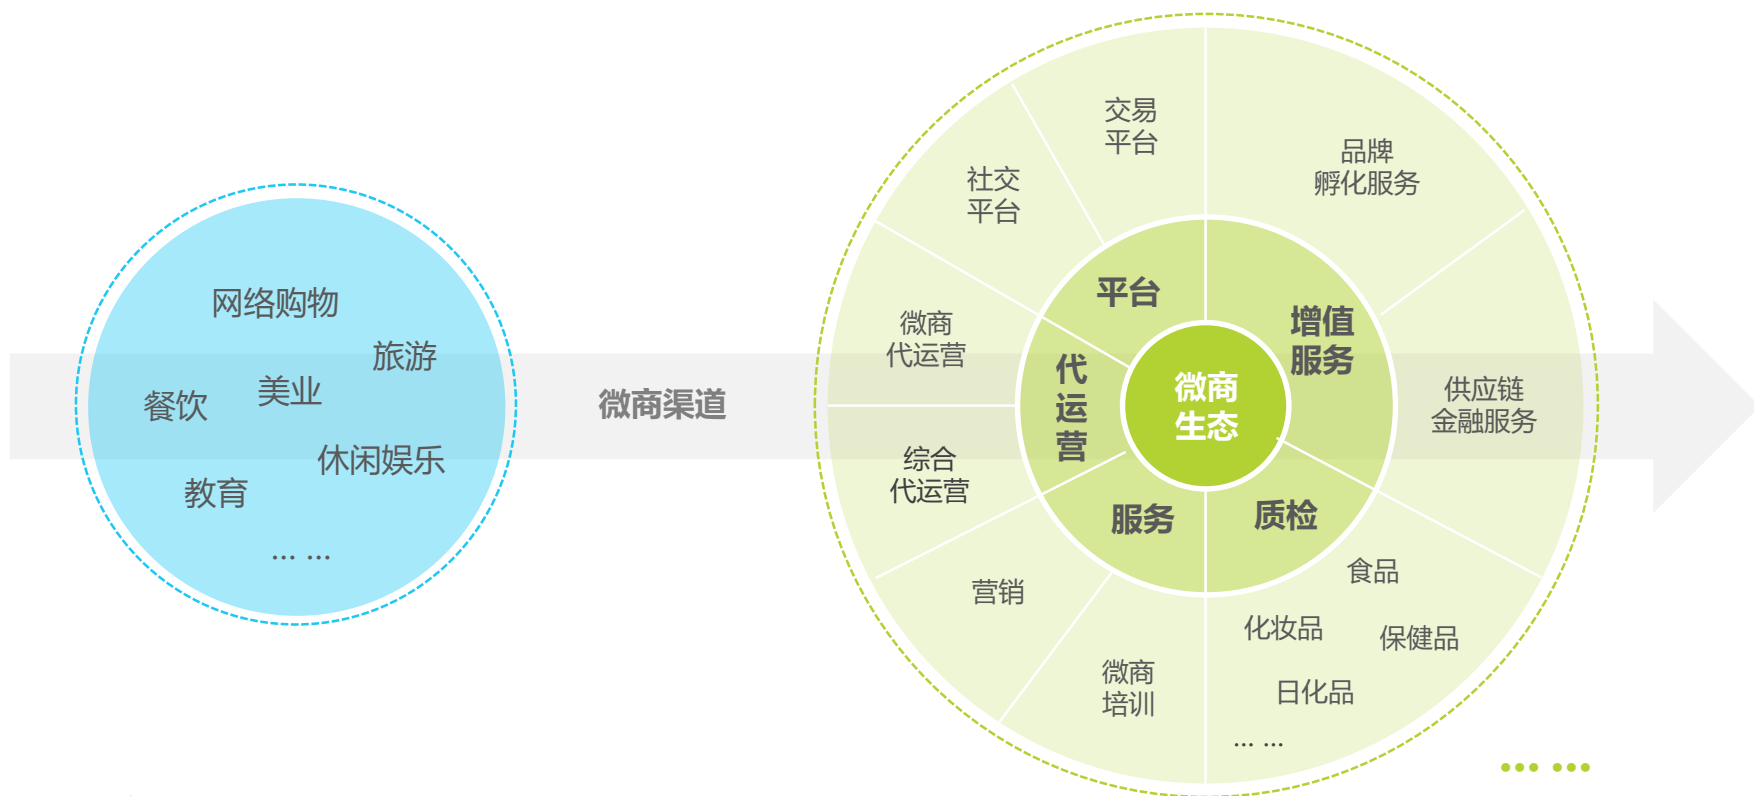 网络购物
旅游
美业
餐饮
休闲娱乐
教育
... ...
微商渠道
交易
平台
品牌
孵化服务
社交
平台
平台
增值
服务
微商
代运营
代
运
营
微商
生态
供应链
金融服务
综合
代运营
服务
质检
营销
食品
化妆品
保健品
微商
培训
日化品
... ...
... ...